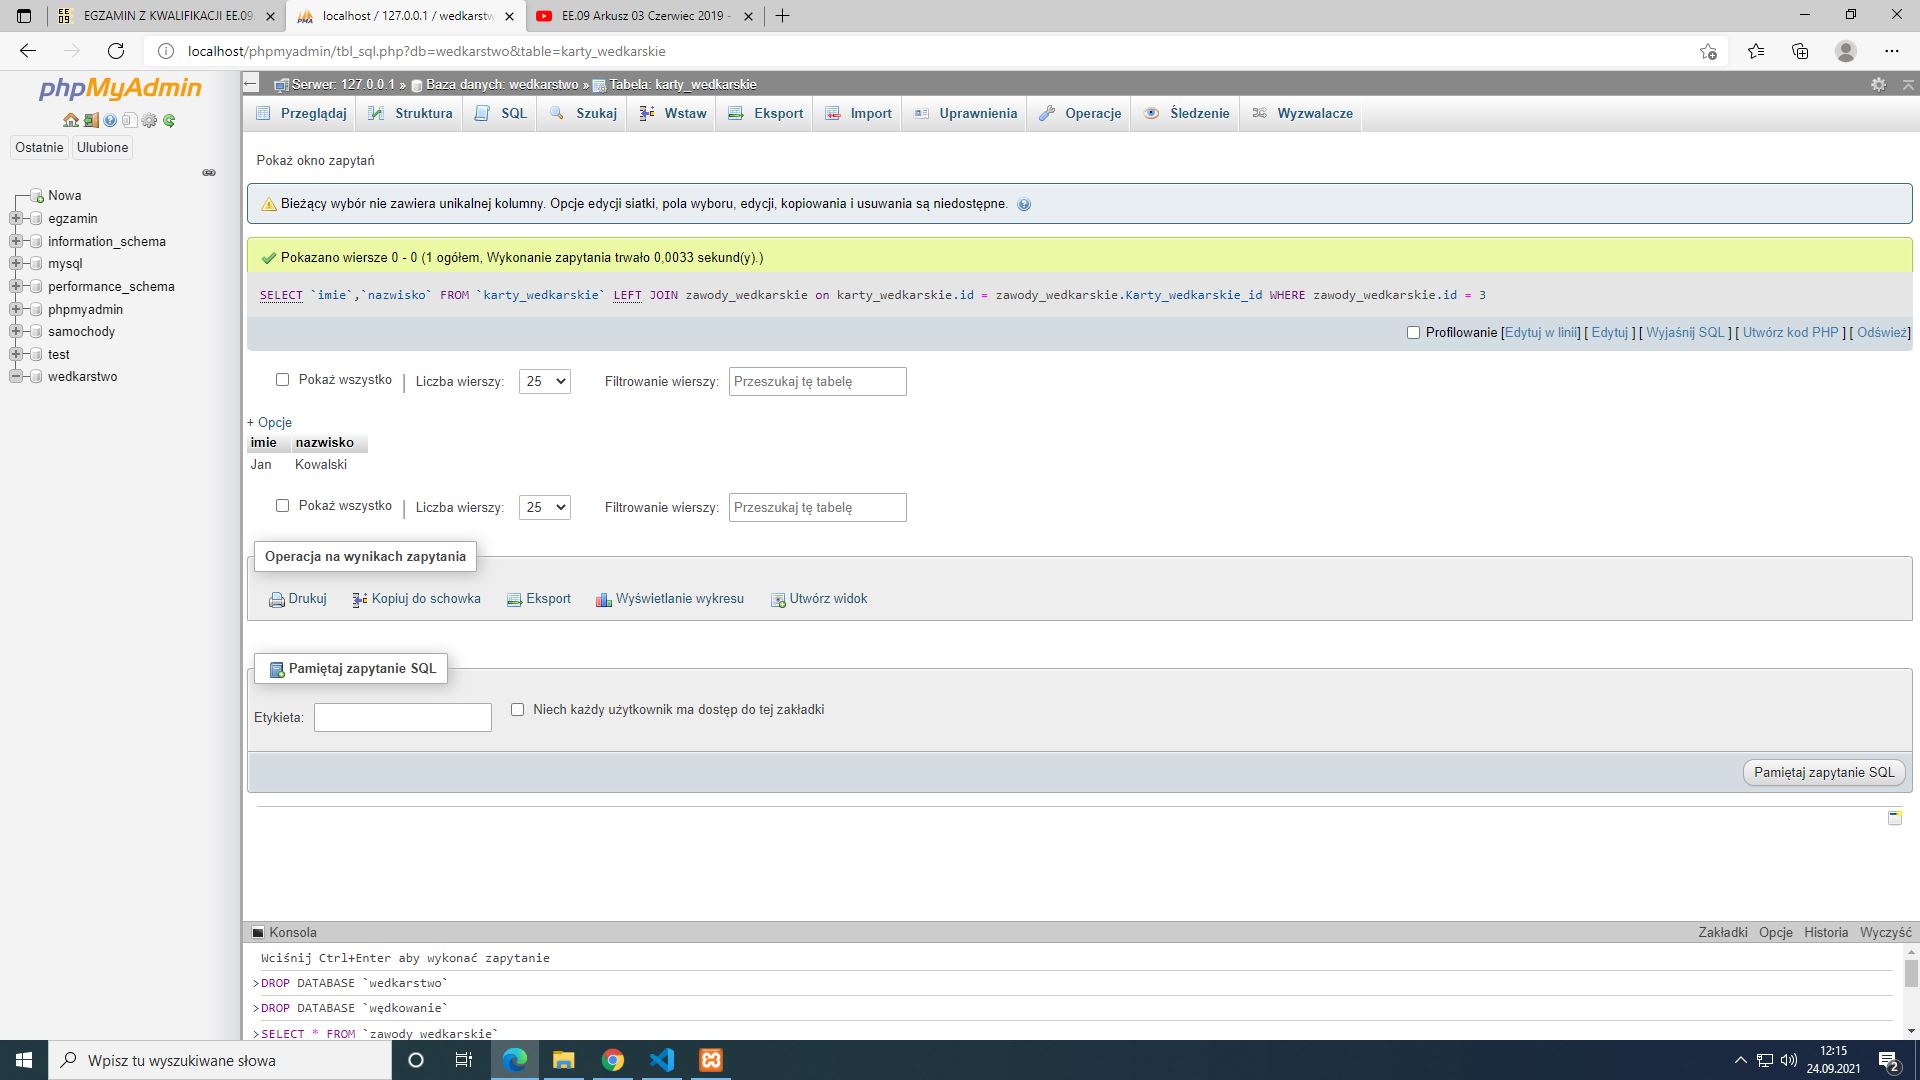 EGZAMIN Z KWALIFIKACJI EE.09
localhost / 127.0.0.1 / wedkarstw
EE.09 Arkusz 03 Czerwiec 2019 -
localhost/phpmyadmin/tbl_sql.php?db=wedkarstwo&table=karty_wedkarskie
phpMyAdmin
Ostatnie
Ulubione
Nowa
egzamin
information_schema
mysql
performance_schema
phpmyadmin
samochody
test
wedkarstwo
Serwer: 127.0.0.1 » Baza danych: wedkarstwo » Tabela: karty_wedkarskie
Przeglądaj Struktura SQL Szukaj Wstaw Eksport Import Uprawnienia Operacje Śledzenie Wyzwalacze
Pokaż okno zapytań
Bieżący wybór nie zawiera unikalnej kolumny. Opcje edycji siatki, pola wyboru, edycji, kopiowania i usuwania są niedostępne.
Pokazano wiersze 0 - 0 (1 ogółem, Wykonanie zapytania trwało 0,0033 sekund(y).)
SELECT `imie`,`nazwisko` FROM `karty_wedkarskie` LEFT JOIN zawody_wedkarskie on karty_wedkarskie.id = zawody_wedkarskie.Karty_wedkarskie_id WHERE zawody_wedkarskie.id = 3
Profilowanie [Edytuj w linii] [ Edytuj ] [ Wyjaśnij SQL ] [ Utwórz kod PHP ] [ Odśwież]
Pokaż wszystko | Liczba wierszy: 25 Filtrowanie wierszy: Przeszukaj tę tabelę
+ Opcje
imie nazwisko
Jan Kowalski
Pokaż wszystko | Liczba wierszy: 25 Filtrowanie wierszy: Przeszukaj tę tabelę
Operacja na wynikach zapytania
Drukuj Kopiuj do schowka Eksport Wyświetlanie wykresu Utwórz widok
Pamiętaj zapytanie SQL
Etykieta: Niech każdy użytkownik ma dostęp do tej zakładki
Pamiętaj zapytanie SQL
Konsola Zakładki Opcje Historia Wyczyść
Wciśnij Ctrl+Enter aby wykonać zapytanie
>DROP DATABASE `wedkarstwo`
>DROP DATABASE `wędkowanie`
>SELECT * FROM `zawody_wedkarskie`
Wpisz tu wyszukiwane słowa
12:15
24.09.2021
2